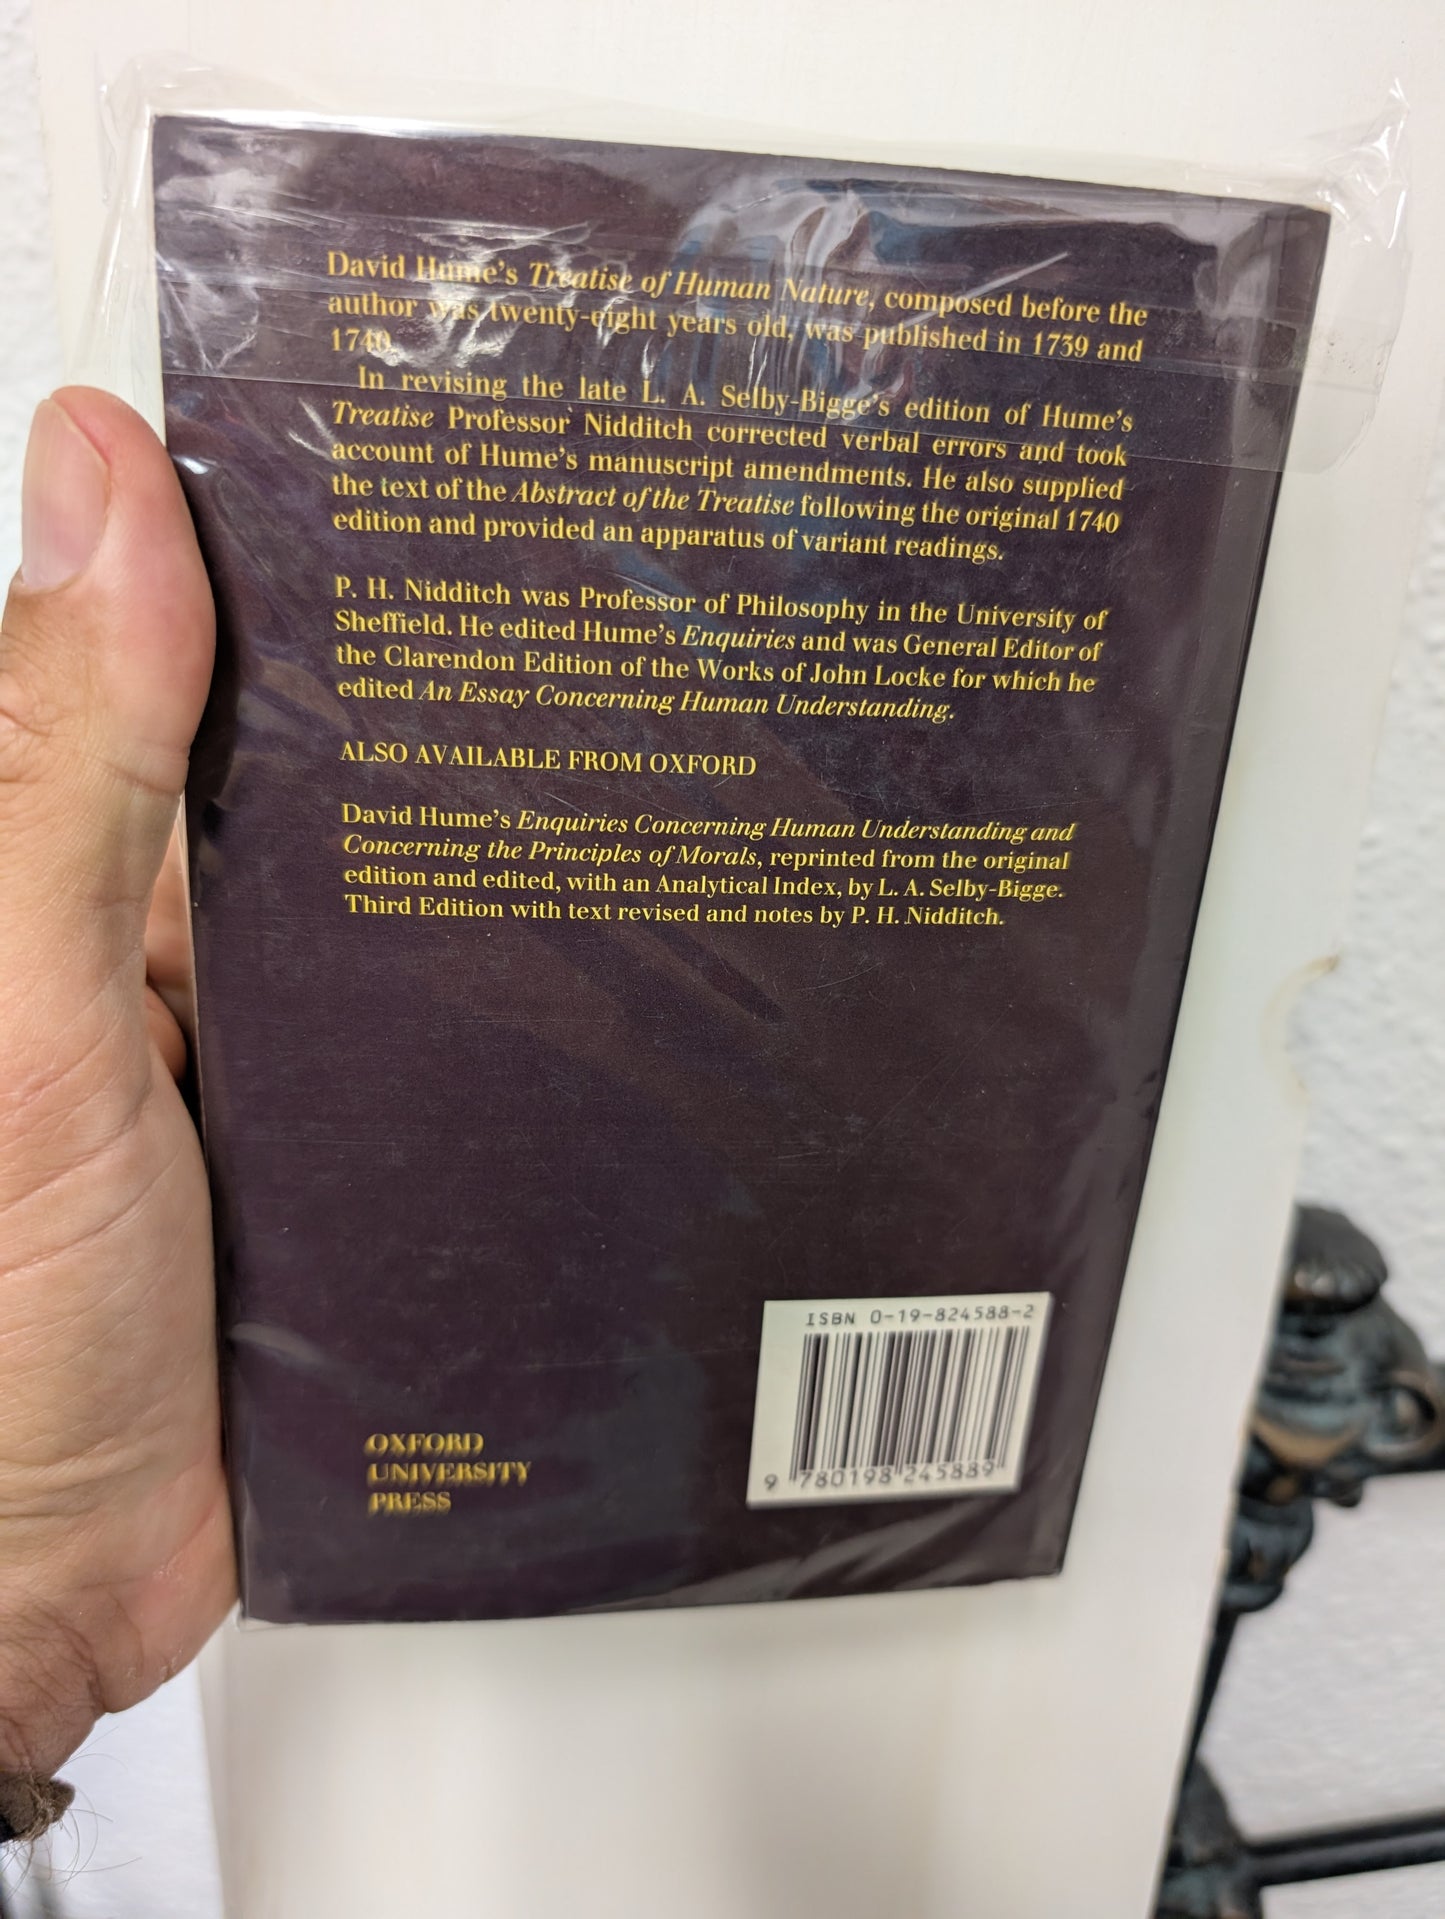 David Hume's Treatise of Human Nature, composed before the
author was twenty-eight years old, was published in 1739 and
1740.
In revising the late L. A. Selby-Bigge's edition of Hume's
Treatise Professor Nidditch corrected verbal errors and took
account of Hume's manuscript amendments. He also supplied
the text of the Abstract of the Treatise following the original 1740
edition and provided an apparatus of variant readings.
P. H. Nidditch was Professor of Philosophy in the University of
Sheffield. He edited Hume's Enquiries and was General Editor of
the Clarendon Edition of the Works of John Locke for which he
edited An Essay Concerning Human Understanding.
ALSO AVAILABLE FROM OXFORD
David Hume's Enquiries Concerning Human Understanding and
Concerning the Principles of Morals, reprinted from the original
edition and edited, with an Analytical Index, by L. A. Selby-Bigge.
Third Edition with text revised and notes by P. H. Nidditch.
ISBN 0-19-824588-2
9 780198 245889
OXFORD
UNIVERSITY
PRESS